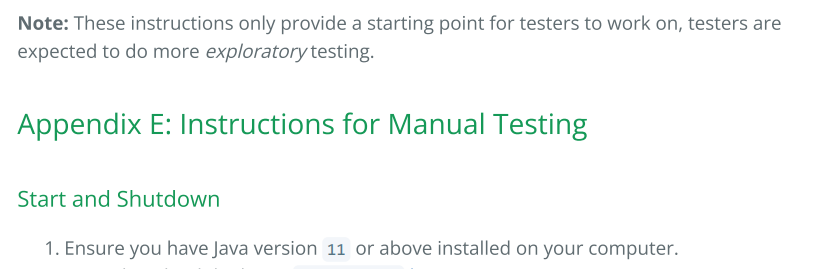 Note: These instructions only provide a starting point for testers to work on, testers are
expected to do more exploratory testing.
Appendix E: Instructions for Manual Testing
Start and Shutdown
1. Ensure you have Java version 11 or above installed on your computer.